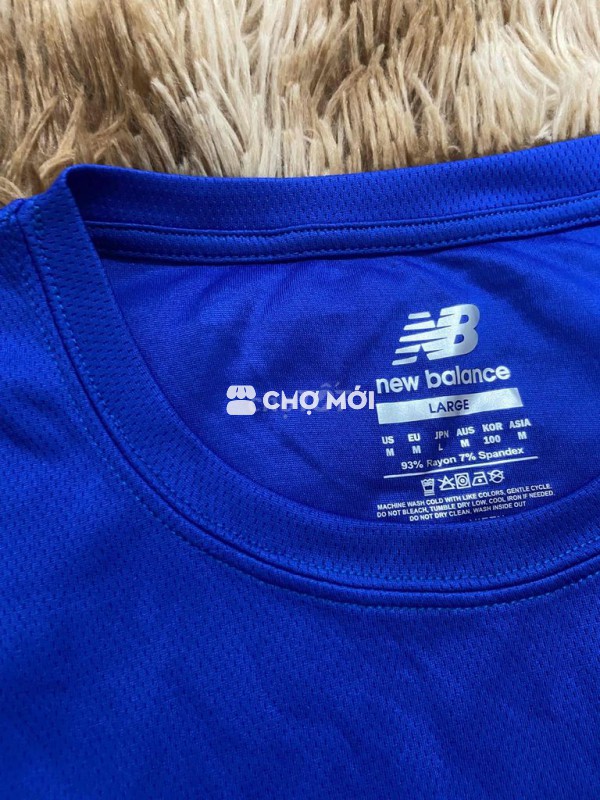 NB
new balance
LARGE
CHỢ MỚI
US EU JPN AUS KOR ASIA
M M L M 100 M
93% Rayon 7% Spandex
MACHINE WASH COLD WITH LIKE COLORS, GENTLE CYCLE.
DO NOT BLEACH, TUMBLE DRY LOW, COOL IRON IF NEEDED.
DO NOT DRY CLEAN. WASH INSIDE OUT